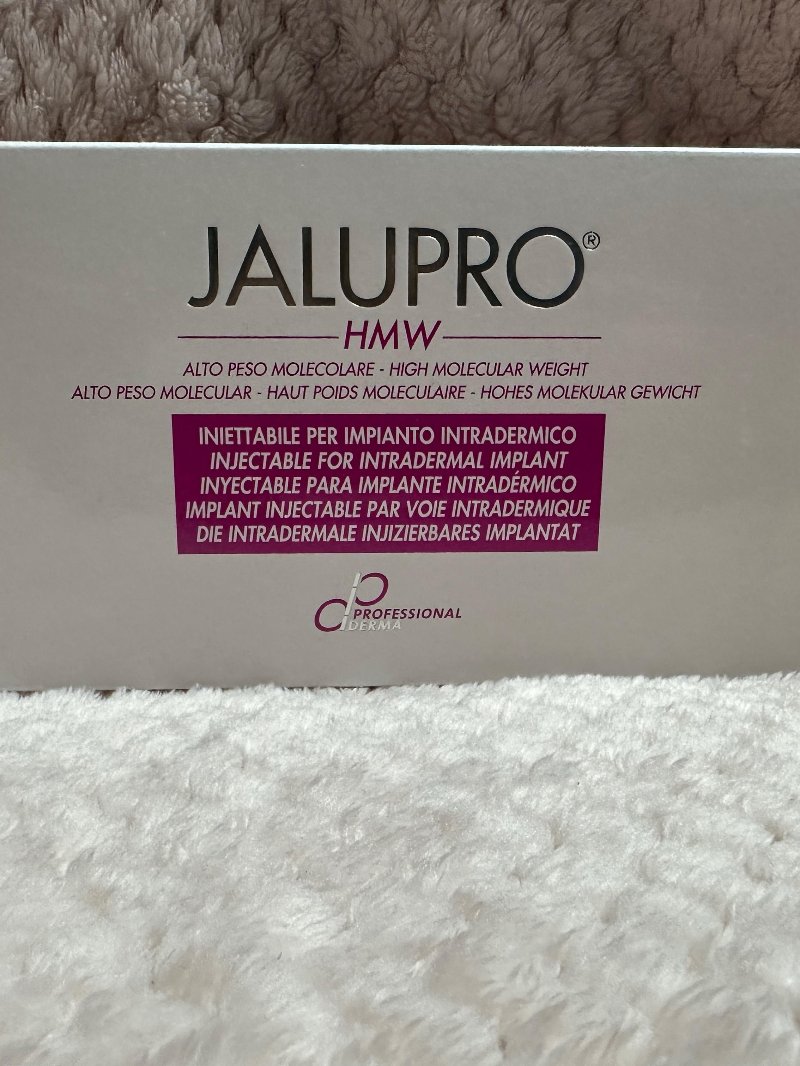 JALUPRO®
HMW
ALTO PESO MOLECOLARE - HIGH MOLECULAR WEIGHT
ALTO PESO MOLECULAR - HAUT POIDS MOLECULAIRE - HOHES MOLEKULAR GEWICHT
INIETTABILE PER IMPIANTO INTRADERMICO
INJECTABLE FOR INTRADERMAL IMPLANT
INYECTABLE PARA IMPLANTE INTRADÉRMICO
IMPLANT INJECTABLE PAR VOIE INTRADERMIQUE
DIE INTRADERMALE INJIZIERBARES IMPLANTAT
PROFESSIONAL
DERMA